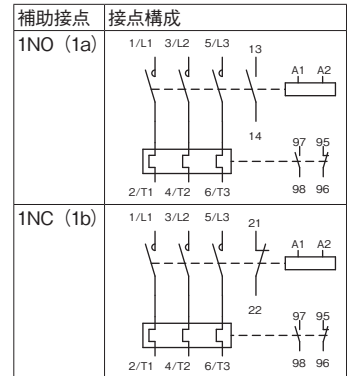 補助接点 接点構成
1NO（1a）
1/L1 3/L2 5/L3 13
A1 A2
14
97 95
98 96
2/T1 4/T2 6/T3
1NC（1b）
1/L1 3/L2 5/L3 21
A1 A2
22
97 95
98 96
2/T1 4/T2 6/T3